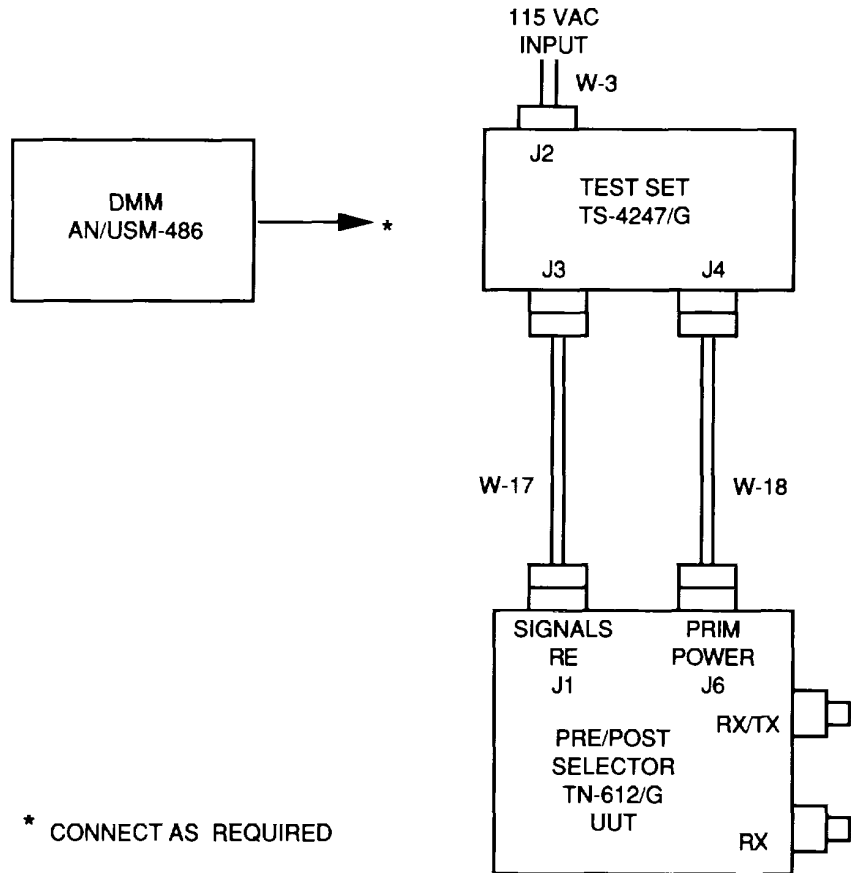 115 VAC
INPUT
W-3
J2
DMM
AN/USM-486
*
TEST SET
TS-4247/G
J3
J4
W-17
W-18
SIGNALS
RE
J1
PRIM
POWER
J6
RX/TX
PRE/POST
SELECTOR
TN-612/G
UUT
RX
* CONNECT AS REQUIRED